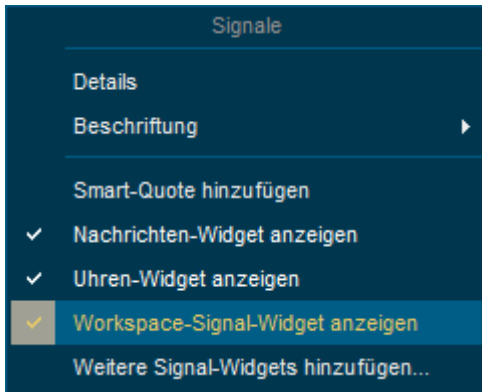 Signale
Details
Beschriftung
Smart-Quote hinzufügen
Nachrichten-Widget anzeigen
Uhren-Widget anzeigen
Workspace-Signal-Widget anzeigen
Weitere Signal-Widgets hinzufügen...